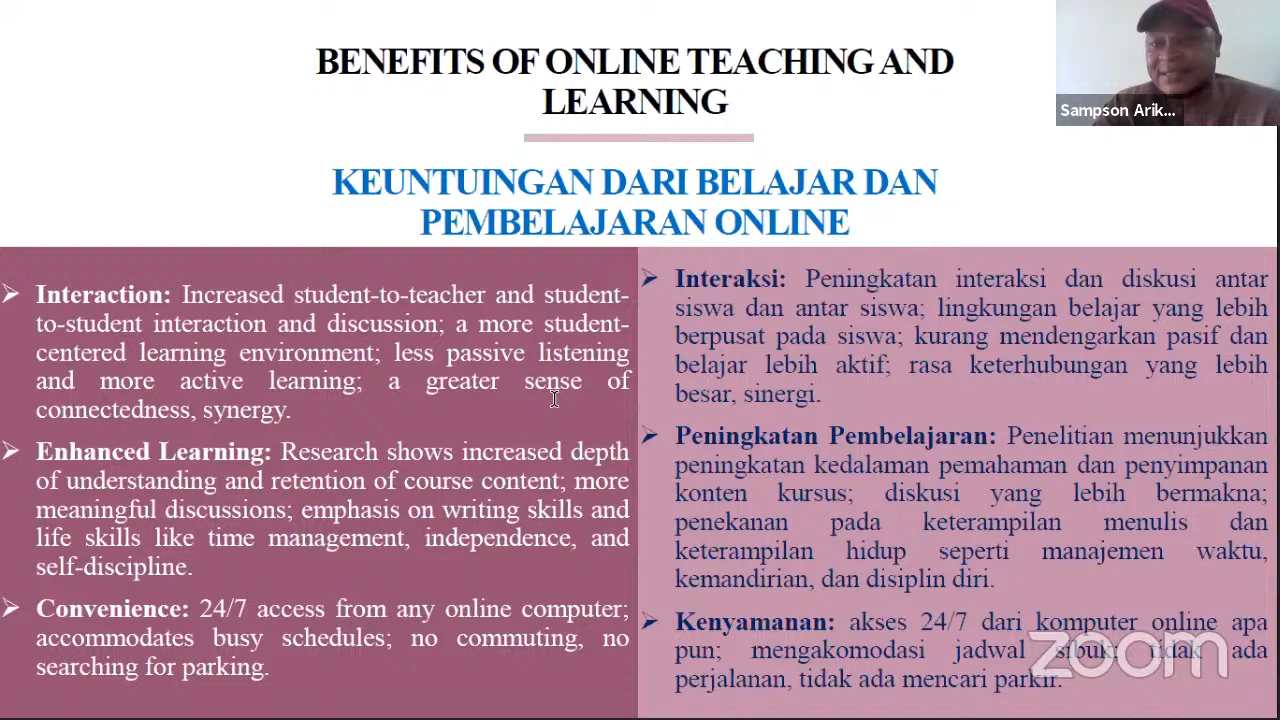 BENEFITS OF ONLINE TEACHING AND
LEARNING
Sampson Arik...
KEUNTUINGAN DARI BELAJAR DAN
PEMBELAJARAN ONLINE
➢ Interaction: Increased student-to-teacher and student-
to-student interaction and discussion; a more student-
centered learning environment; less passive listening
and more active learning; a greater sense of
connectedness, synergy.
➢ Enhanced Learning: Research shows increased depth
of understanding and retention of course content; more
meaningful discussions; emphasis on writing skills and
life skills like time management, independence, and
self-discipline.
➢ Convenience: 24/7 access from any online computer;
accommodates busy schedules; no commuting, no
searching for parking.
➢ Interaksi: Peningkatan interaksi dan diskusi antar
siswa dan antar siswa; lingkungan belajar yang lebih
berpusat pada siswa; kurang mendengarkan pasif dan
belajar lebih aktif; rasa keterhubungan yang lebih
besar, sinergi.
➢ Peningkatan Pembelajaran: Penelitian menunjukkan
peningkatan kedalaman pemahaman dan penyimpanan
konten kursus; diskusi yang lebih bermakna;
penekanan pada keterampilan menulis dan
keterampilan hidup seperti manajemen waktu,
kemandirian, dan disiplin diri.
➢ Kenyamanan: akses 24/7 dari komputer online apa
pun; mengakomodasi jadwal sibuk; tidak ada
perjalanan, tidak ada mencari parkir.
zoom